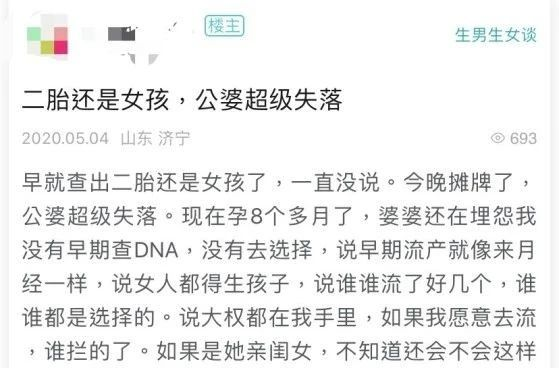 楼主
生男生女谈
二胎还是女孩，公婆超级失落
2020.05.04 山东 济宁 693
早就查出二胎还是女孩了，一直没说。今晚摊牌了，
公婆超级失落。现在孕8个多月了，婆婆还在埋怨我
没有早期查DNA，没有去选择，说早期流产就像来月
经一样，说女人都得生孩子，说谁谁流了好几个，谁
谁都是选择的。说大权都在我手里，如果我愿意去流
，谁拦的了。如果是她亲闺女，不知道还会不会这样